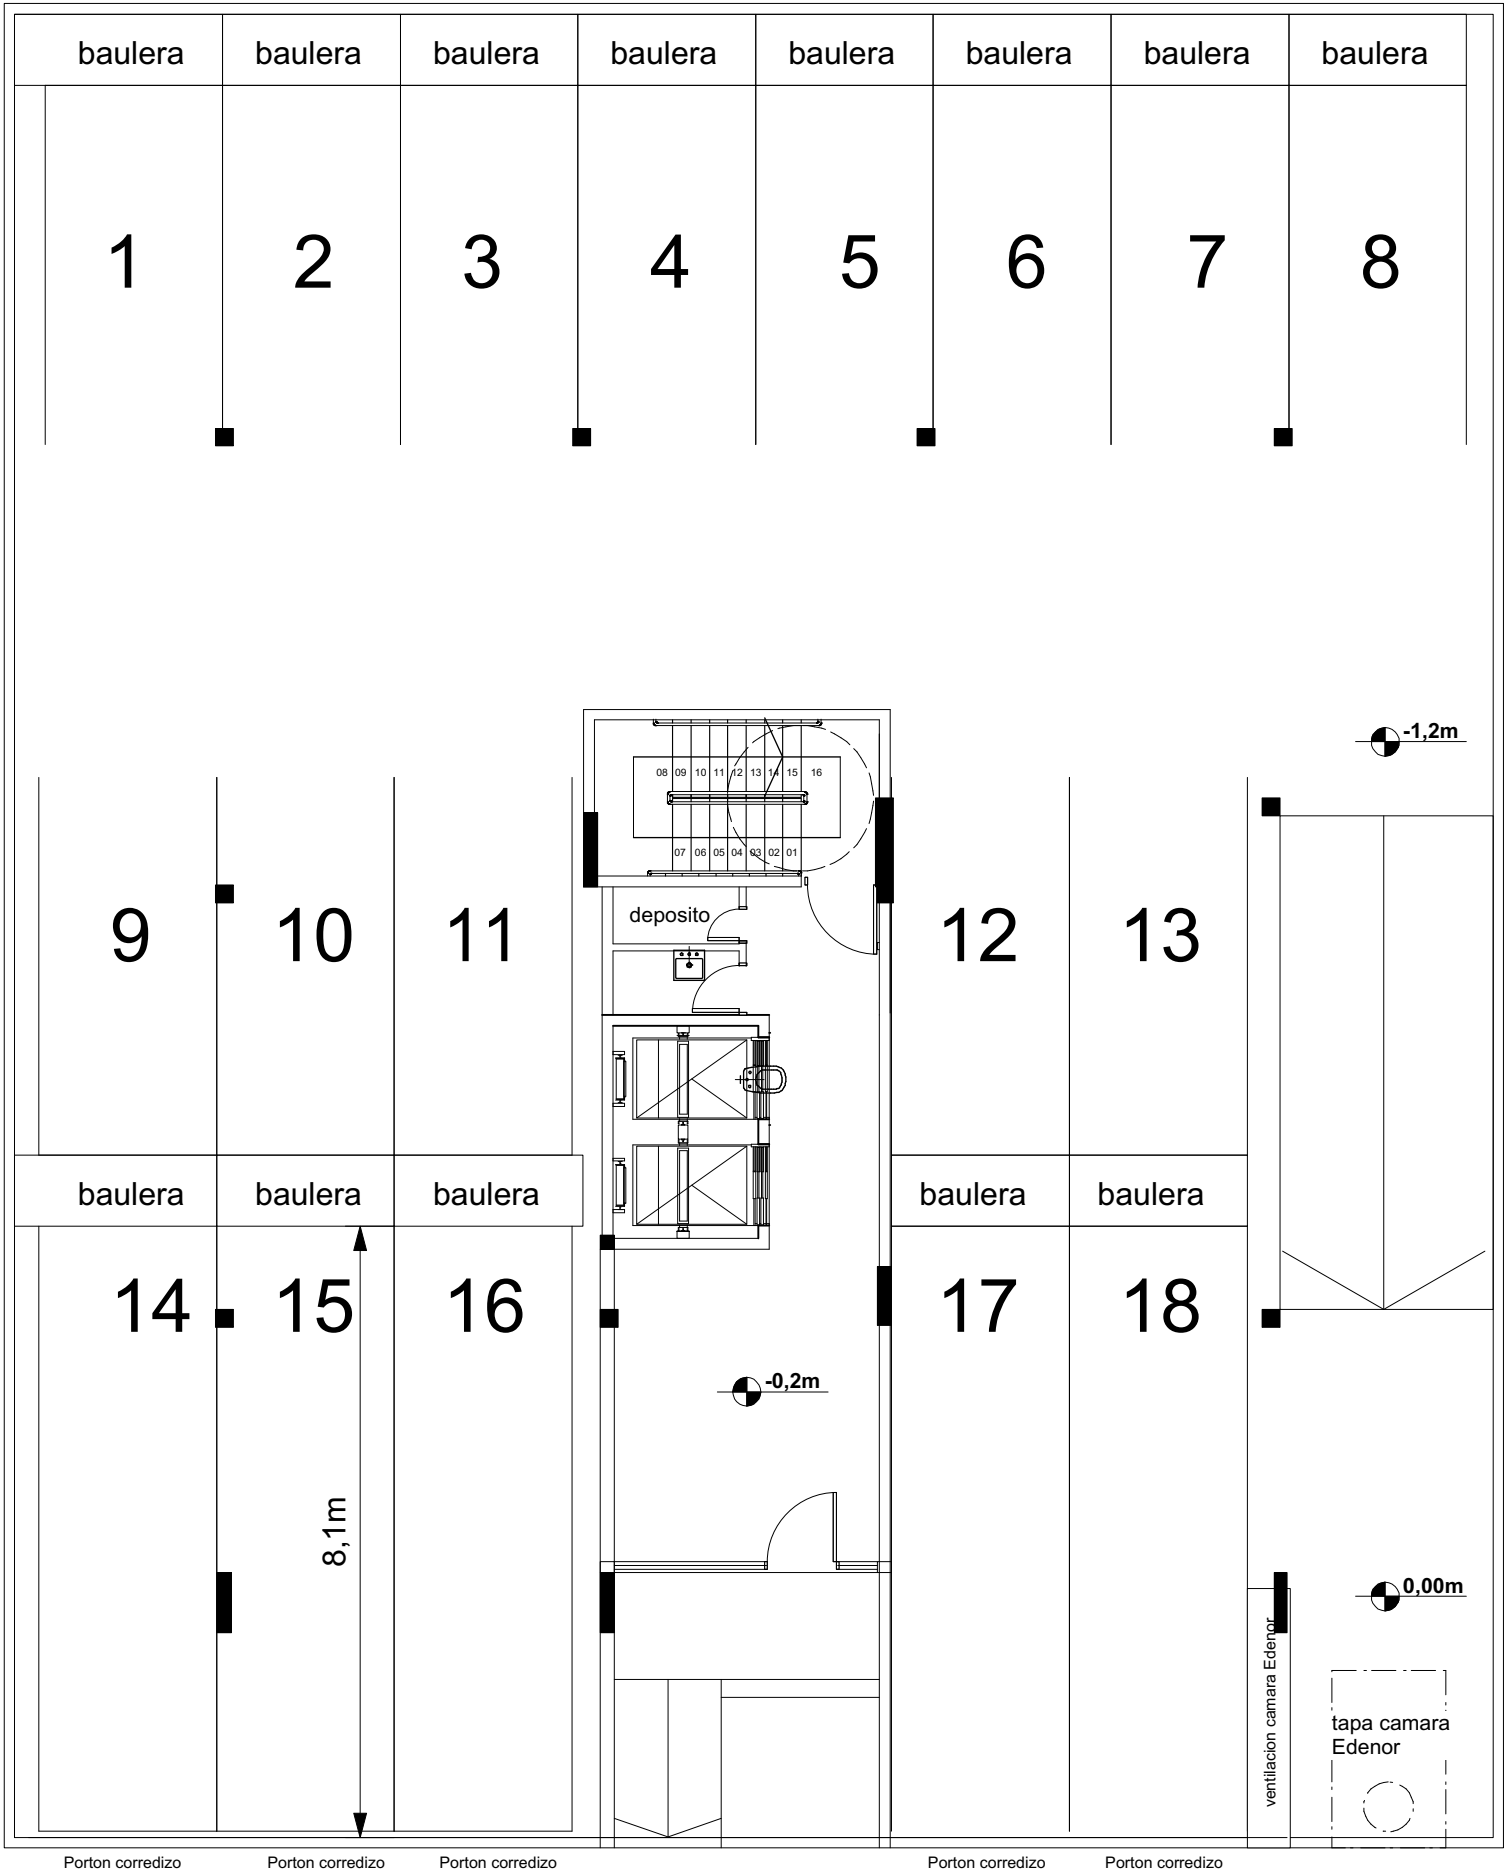 baulera baulera baulera baulera baulera baulera baulera baulera
1 2 3 4 5 6 7 8
-1,2m
08 09 10 11 12 13 14 15 16
07 06 05 04 03 02 01
deposito
9 10 11 12 13
baulera baulera baulera baulera baulera
14 15 16 17 18
-0,2m
8,1m
0,00m
ventilacion camara Edenor
tapa camara
Edenor
Porton corredizo Porton corredizo Porton corredizo Porton corredizo Porton corredizo